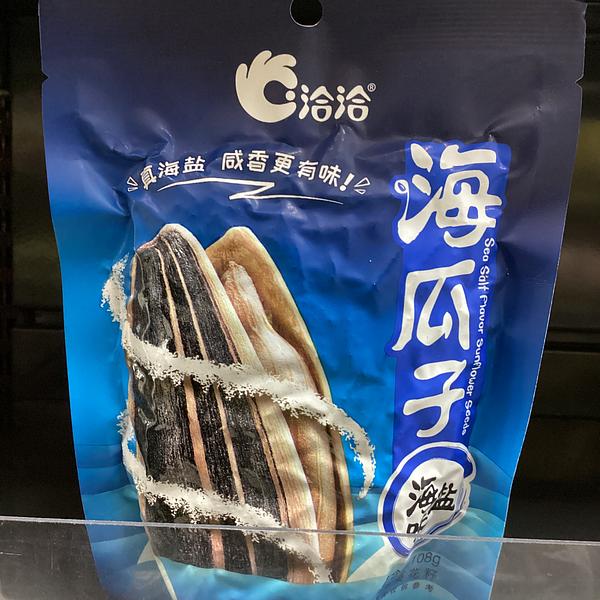 洽洽®
真海盐 咸香更有味!
海瓜子
Sea Salt Flavor Sunflower Seeds
海盐
108g